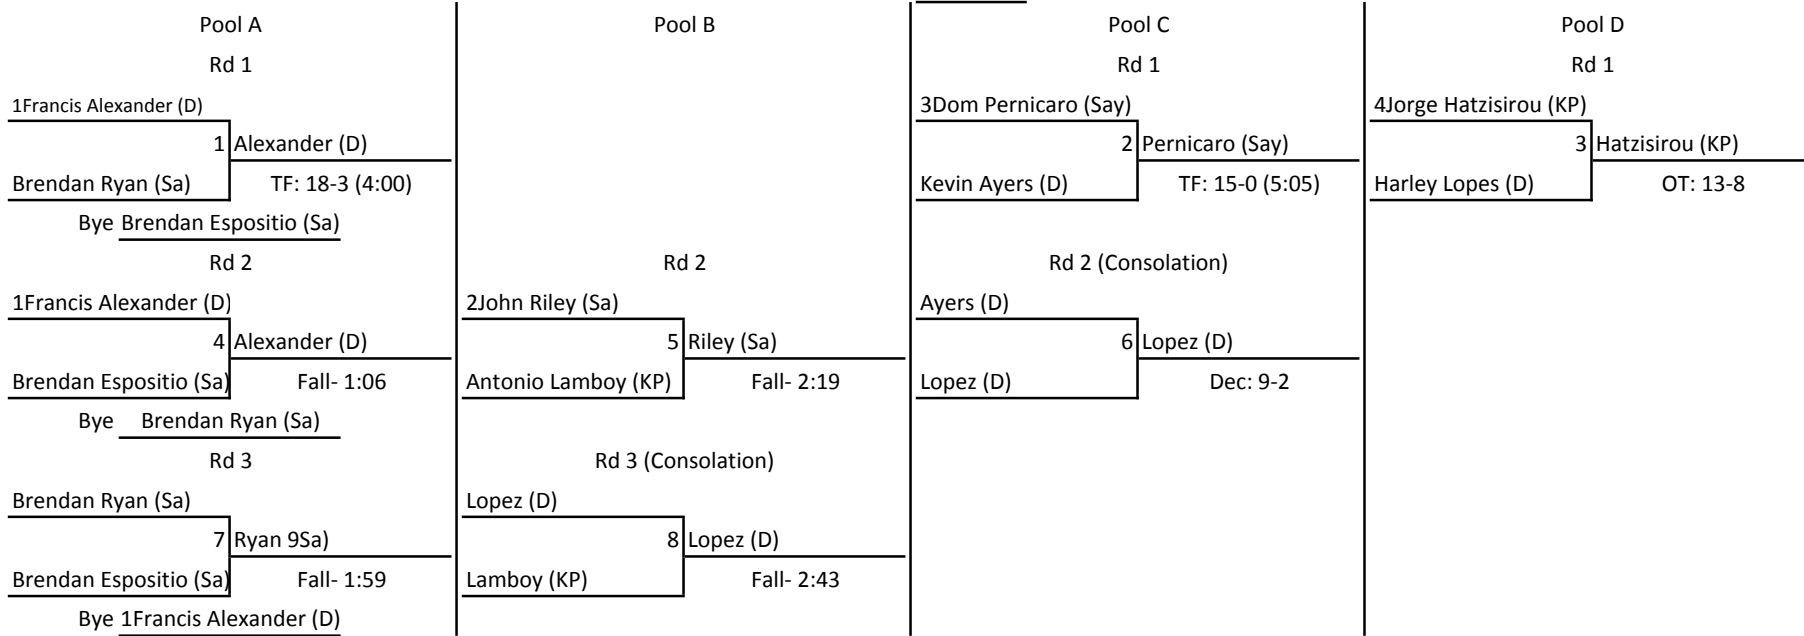 Pool A
Rd 1
1Francis Alexander (D)
1 Alexander (D)
Brendan Ryan (Sa) TF: 18-3 (4:00)
Bye Brendan Espositio (Sa)
Rd 2
1Francis Alexander (D)
4 Alexander (D)
Brendan Espositio (Sa) Fall- 1:06
Bye Brendan Ryan (Sa)
Rd 3
Brendan Ryan (Sa)
7 Ryan 9Sa)
Brendan Espositio (Sa) Fall- 1:59
Bye 1Francis Alexander (D)
Pool B
Rd 2
2John Riley (Sa)
5 Riley (Sa)
Antonio Lamboy (KP) Fall- 2:19
Rd 3 (Consolation)
Lopez (D)
8 Lopez (D)
Lamboy (KP) Fall- 2:43
Pool C
Rd 1
3Dom Pernicaro (Say)
2 Pernicaro (Say)
Kevin Ayers (D) TF: 15-0 (5:05)
Rd 2 (Consolation)
Ayers (D)
6 Lopez (D)
Lopez (D) Dec: 9-2
Pool D
Rd 1
4Jorge Hatzisirou (KP)
3 Hatzisirou (KP)
Harley Lopes (D) OT: 13-8